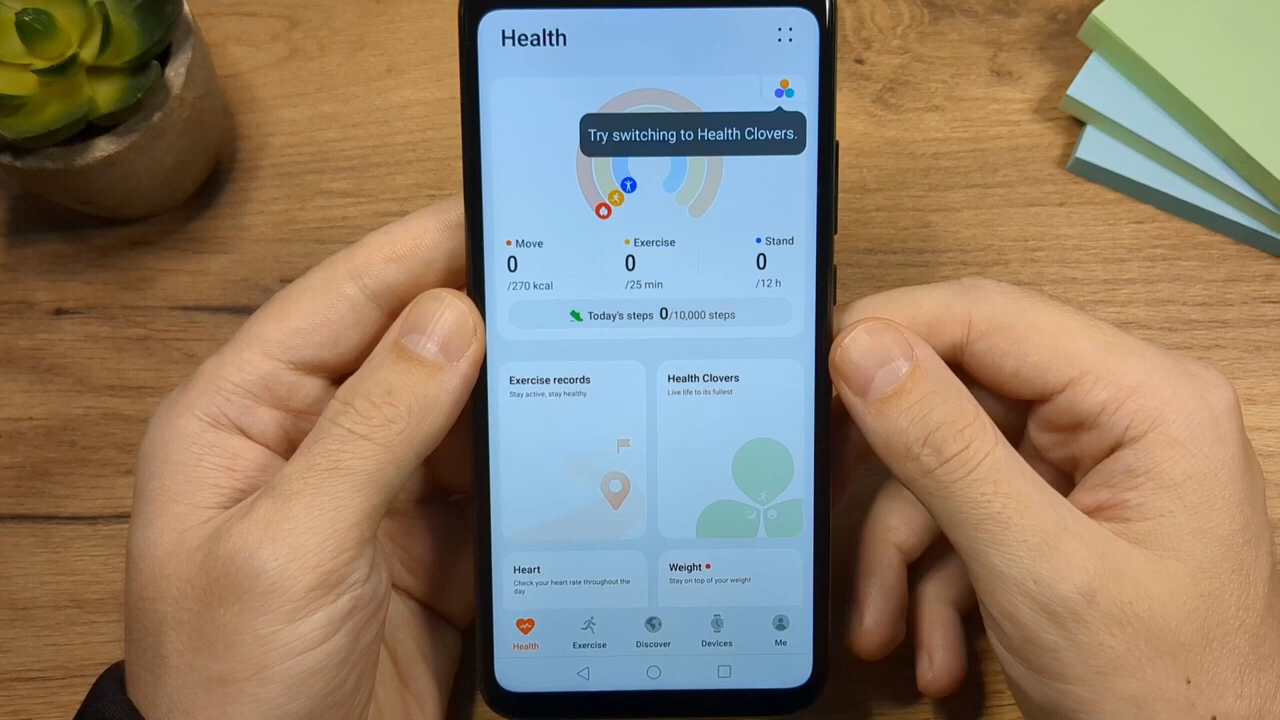 Health
Try switching to Health Clovers.
Move
Exercise
Stand
0
0
0
/270 kcal
/25 min
/12 h
Today's steps 0/10,000 steps
Exercise records
Stay active, stay healthy
Health Clovers
Live life to its fullest
Heart
Check your heart rate throughout the
day
Weight
Stay on top of your weight
Health
Exercise
Discover
Devices
Me